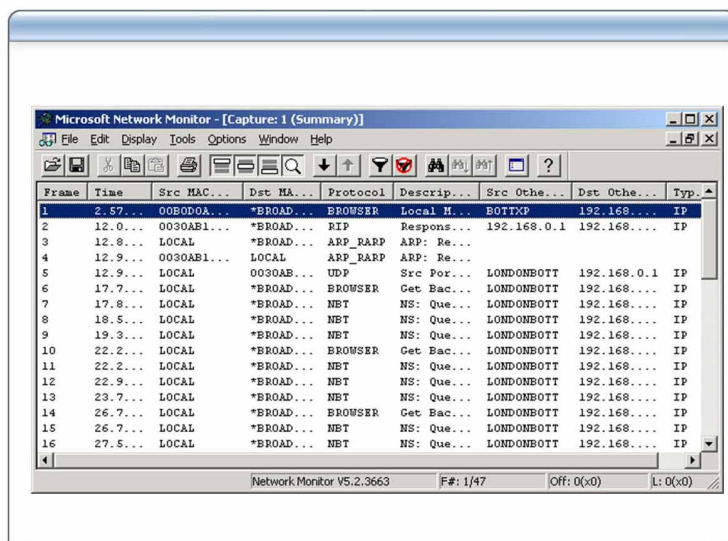 Microsoft Network Monitor - [Capture: 1 (Summary)]
File Edit Display Tools Options Window Help
Frame Time Src MAC... Dst MA... Protocol Descrip... Src Othe... Dst Othe... Typ.
1 2.57... 00B0D0A... *BROAD... BROWSER Local M... BOTTXP 192.168.... IP
2 12.0... 0030AB1... *BROAD... RIP Respons... 192.168.0.1 192.168.... IP
3 12.8... LOCAL *BROAD... ARP_RARP ARP: Re...
4 12.9... 0030AB1... LOCAL ARP_RARP ARP: Re...
5 12.9... LOCAL 0030AB... UDP Src Por... LONDONBOTT 192.168.0.1 IP
6 17.7... LOCAL *BROAD... BROWSER Get Bac... LONDONBOTT 192.168.... IP
7 17.8... LOCAL *BROAD... NBT NS: Que... LONDONBOTT 192.168.... IP
8 18.5... LOCAL *BROAD... NBT NS: Que... LONDONBOTT 192.168.... IP
9 19.3... LOCAL *BROAD... NBT NS: Que... LONDONBOTT 192.168.... IP
10 22.2... LOCAL *BROAD... BROWSER Get Bac... LONDONBOTT 192.168.... IP
11 22.2... LOCAL *BROAD... NBT NS: Que... LONDONBOTT 192.168.... IP
12 22.9... LOCAL *BROAD... NBT NS: Que... LONDONBOTT 192.168.... IP
13 23.7... LOCAL *BROAD... NBT NS: Que... LONDONBOTT 192.168.... IP
14 26.7... LOCAL *BROAD... BROWSER Get Bac... LONDONBOTT 192.168.... IP
15 26.7... LOCAL *BROAD... NBT NS: Que... LONDONBOTT 192.168.... IP
16 27.5... LOCAL *BROAD... NBT NS: Que... LONDONBOTT 192.168.... IP
Network Monitor V5.2.3663 F#: 1/47 Off: 0(x0) L: 0(x0)